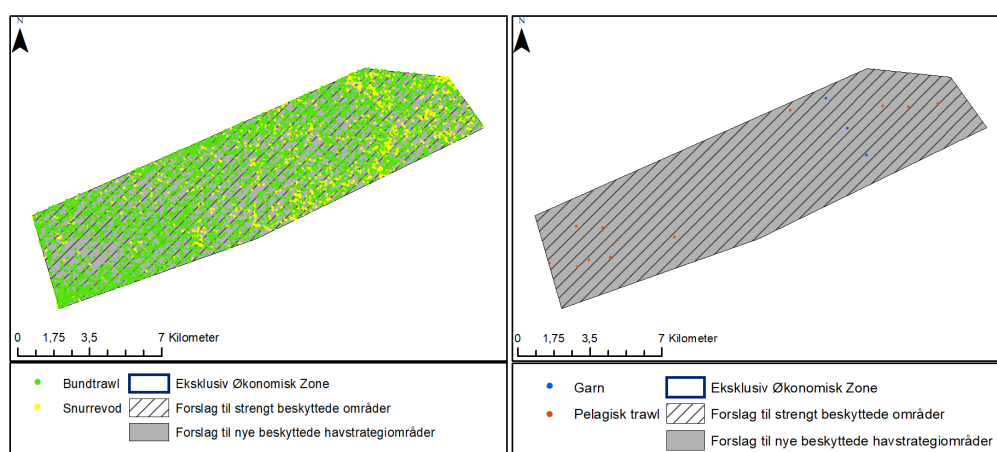 N
0 1,75 3,5 7 Kilometer
Bundtrawl
Snurrevod
Eksklusiv Økonomisk Zone
Forslag til strengt beskyttede områder
Forslag til nye beskyttede havstrategiområder
N
0 1,75 3,5 7 Kilometer
Garn
Pelagisk trawl
Eksklusiv Økonomisk Zone
Forslag til strengt beskyttede områder
Forslag til nye beskyttede havstrategiområder